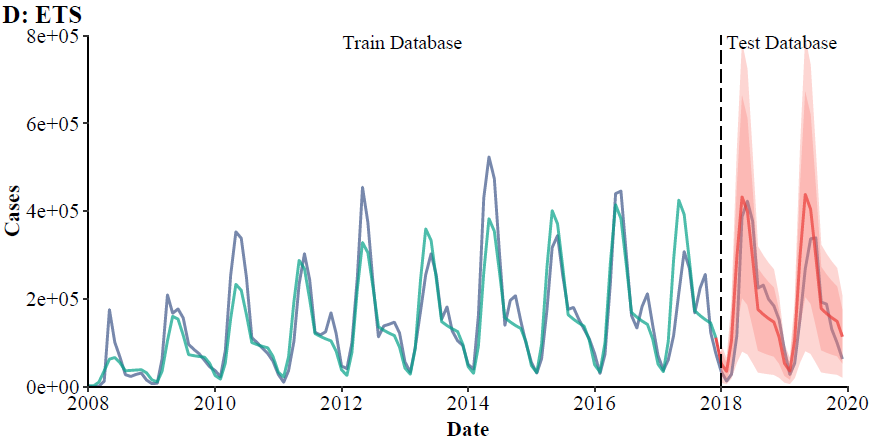 D: ETS
8e+05
Train Database
Test Database
6e+05
Cases
4e+05
2e+05
0e+00
2008 2010 2012 2014 2016 2018 2020
Date